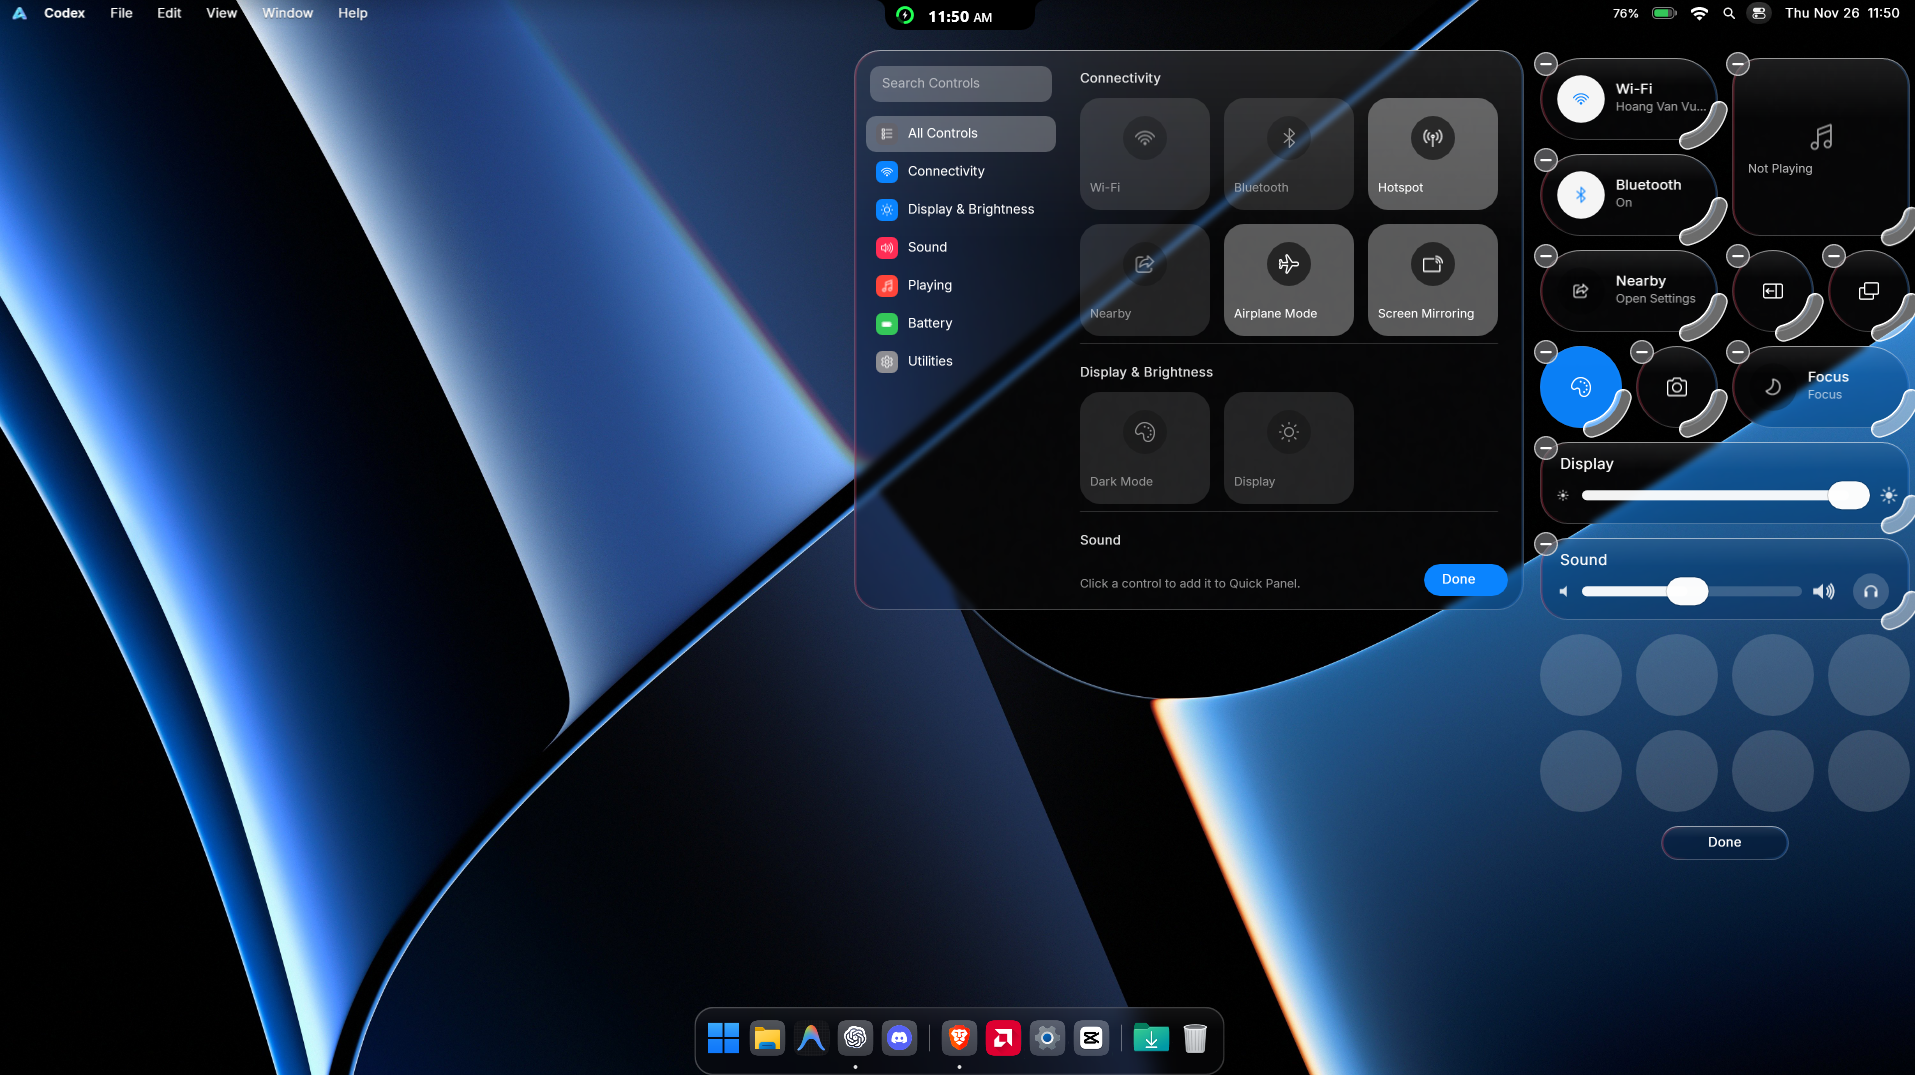 Codex File Edit View Window Help
11:50 AM
76%
Thu Nov 26 11:50
Search Controls
All Controls
Connectivity
Display & Brightness
Sound
Playing
Battery
Utilities
Connectivity
Wi-Fi
Bluetooth
Hotspot
Nearby
Airplane Mode
Screen Mirroring
Display & Brightness
Dark Mode
Display
Sound
Click a control to add it to Quick Panel.
Done
Wi-Fi
Hoang Van Vu...
Not Playing
Bluetooth
On
Nearby
Open Settings
Focus
Focus
Display
Sound
Done